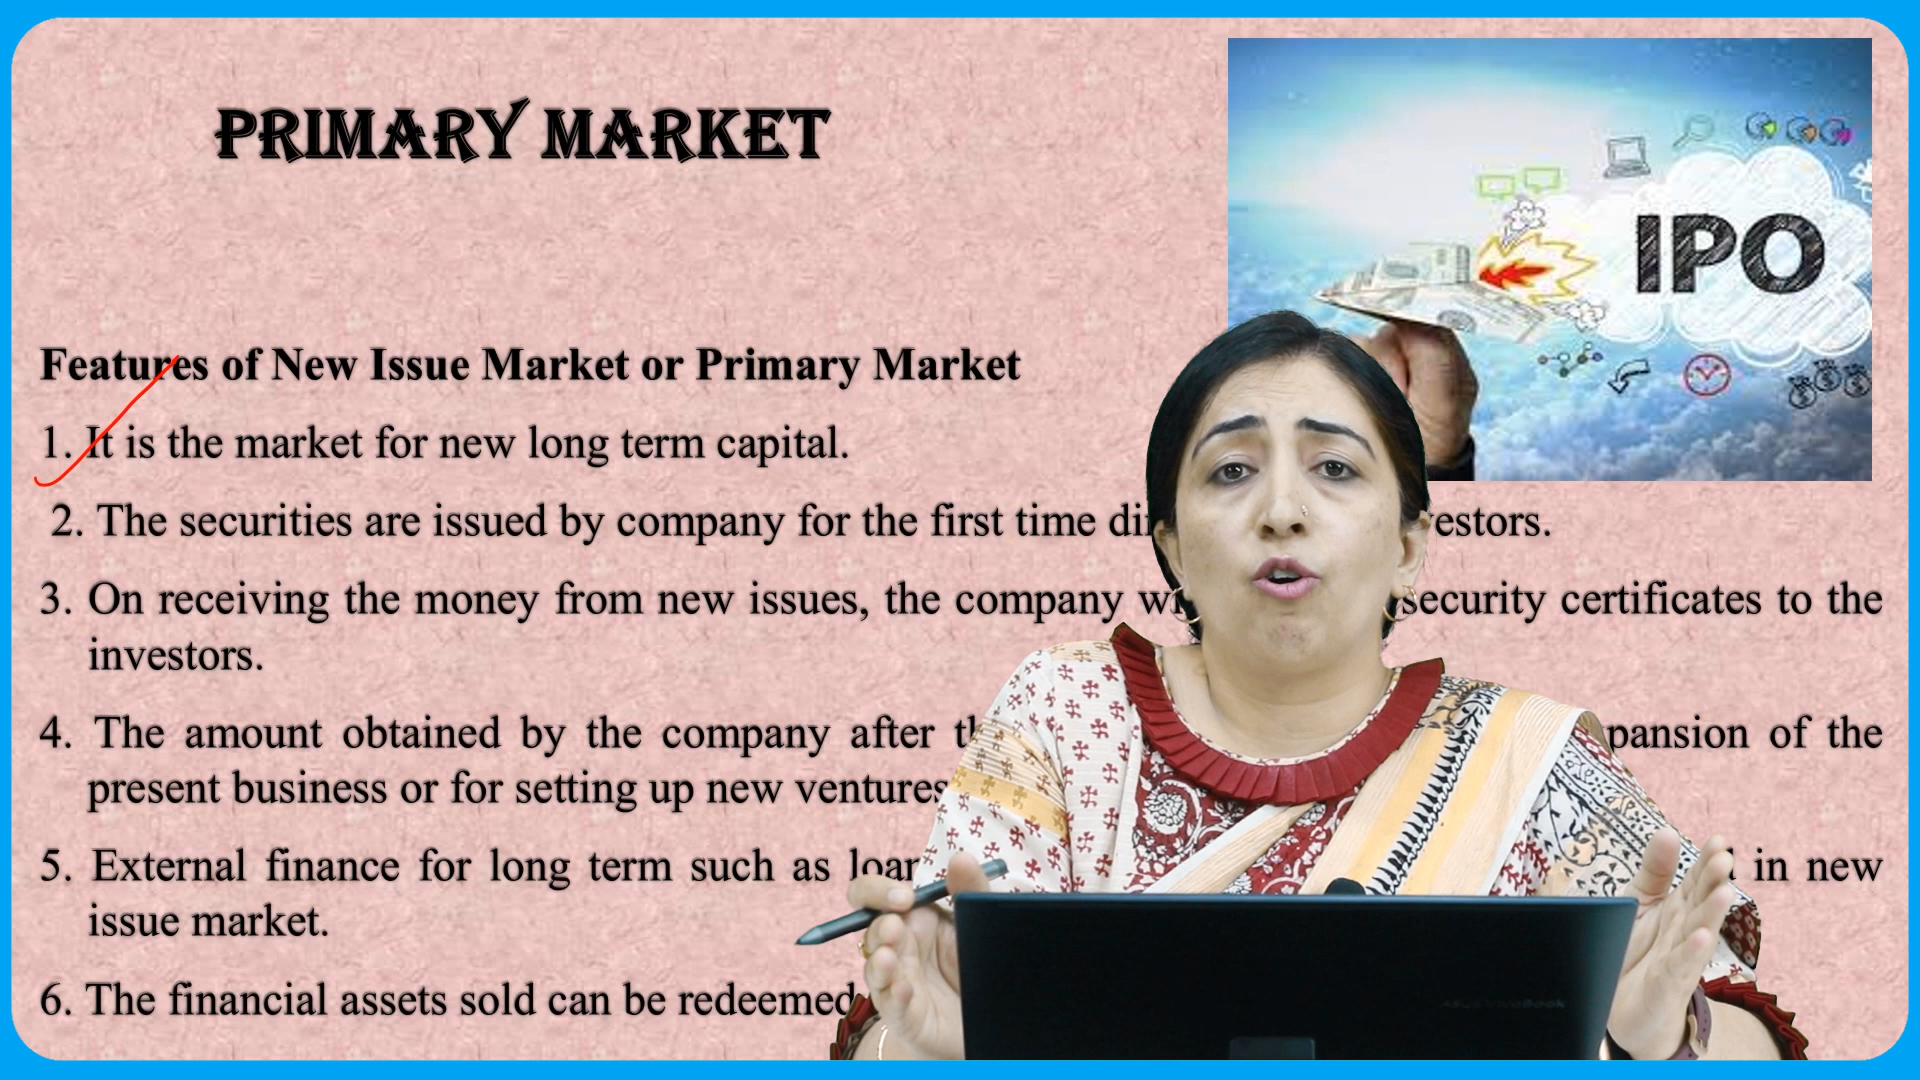 PRIMARY MARKET
IPO
Features of New Issue Market or Primary Market
1. It is the market for new long term capital.
2. The securities are issued by company for the first time
3. On receiving the money from new issues, the company security certificates to the
investors.
4. The amount obtained by the company after of the
present business or for setting up new ventures
5. External finance for long term such as in new
issue market.
6. The financial assets sold can be redeemed